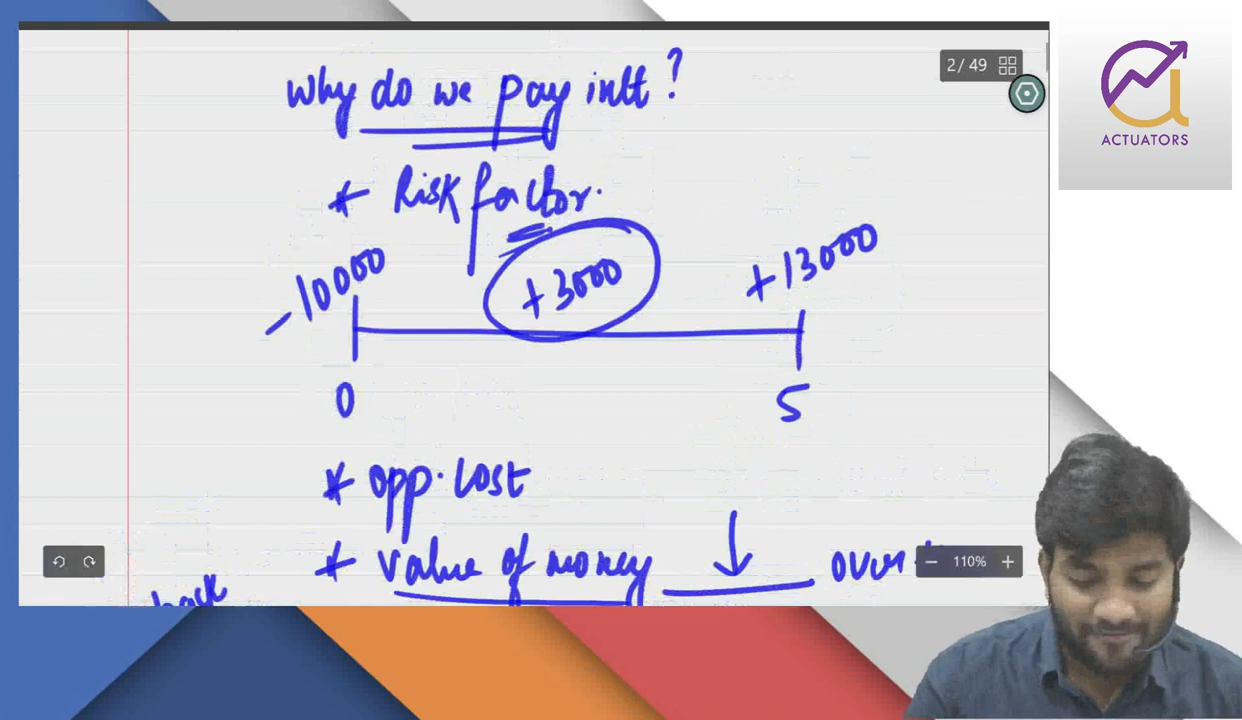 Why do we pay intt?
2 / 49
ACTUATORS
* Risk factor.
- 10000
+ 3000
+ 13000
0
5
* opp. Cost
* Value of money ↓ over
110%
back